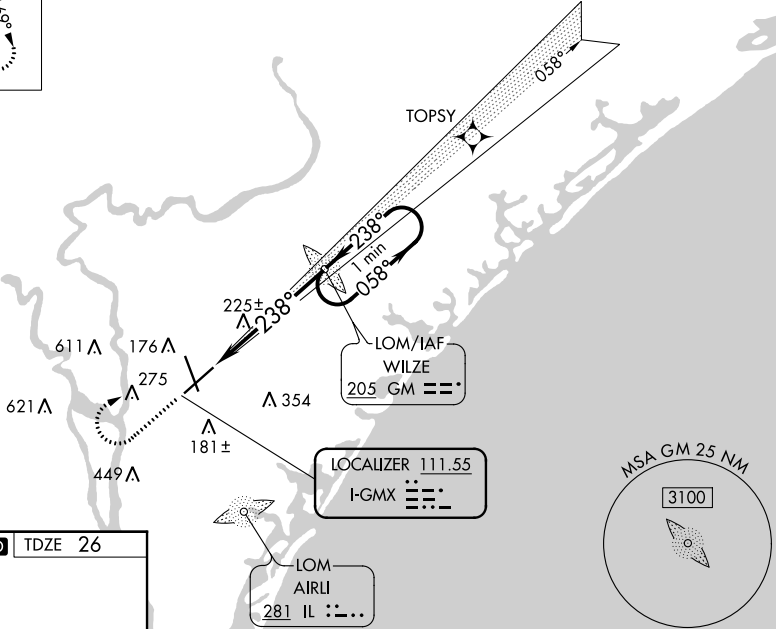 TOPSY
058°
238°
1 min
058°
225±
238°
LOM/IAF
WILZE
205 GM
611
176
275
354
621
181±
449
LOCALIZER 111.55
I-GMX
MSA GM 25 NM
3100
TDZE 26
LOM
AIRLI
281 IL